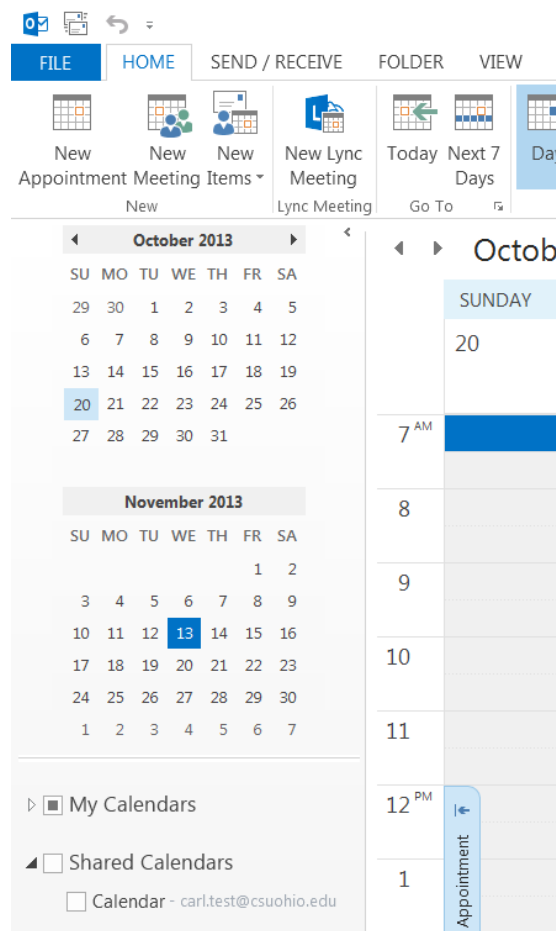 FILE HOME SEND / RECEIVE FOLDER VIEW
New Appointment
New Meeting
New Items
New Lync Meeting
Today
Next 7 Days
New
Lync Meeting
Go To
October 2013
SU MO TU WE TH FR SA
29 30 1 2 3 4 5
6 7 8 9 10 11 12
13 14 15 16 17 18 19
20 21 22 23 24 25 26
27 28 29 30 31
November 2013
SU MO TU WE TH FR SA
1 2
3 4 5 6 7 8 9
10 11 12 13 14 15 16
17 18 19 20 21 22 23
24 25 26 27 28 29 30
1 2 3 4 5 6 7
My Calendars
Shared Calendars
Calendar - carl.test@csuohio.edu
Octob
SUNDAY
20
7 AM
8
9
10
11
12 PM
1
Appointment